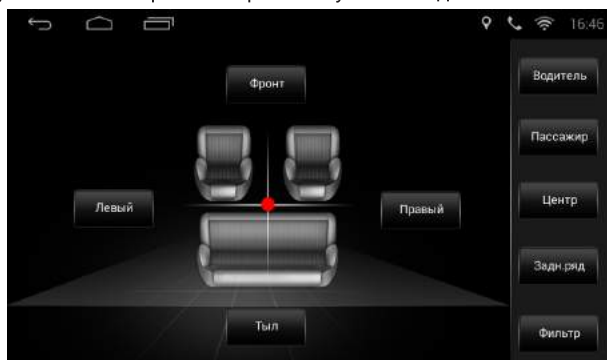 16:46
Водитель
Фронт
Пассажир
Левый
Правый
Центр
Задн.ряд
Тыл
Фильтр